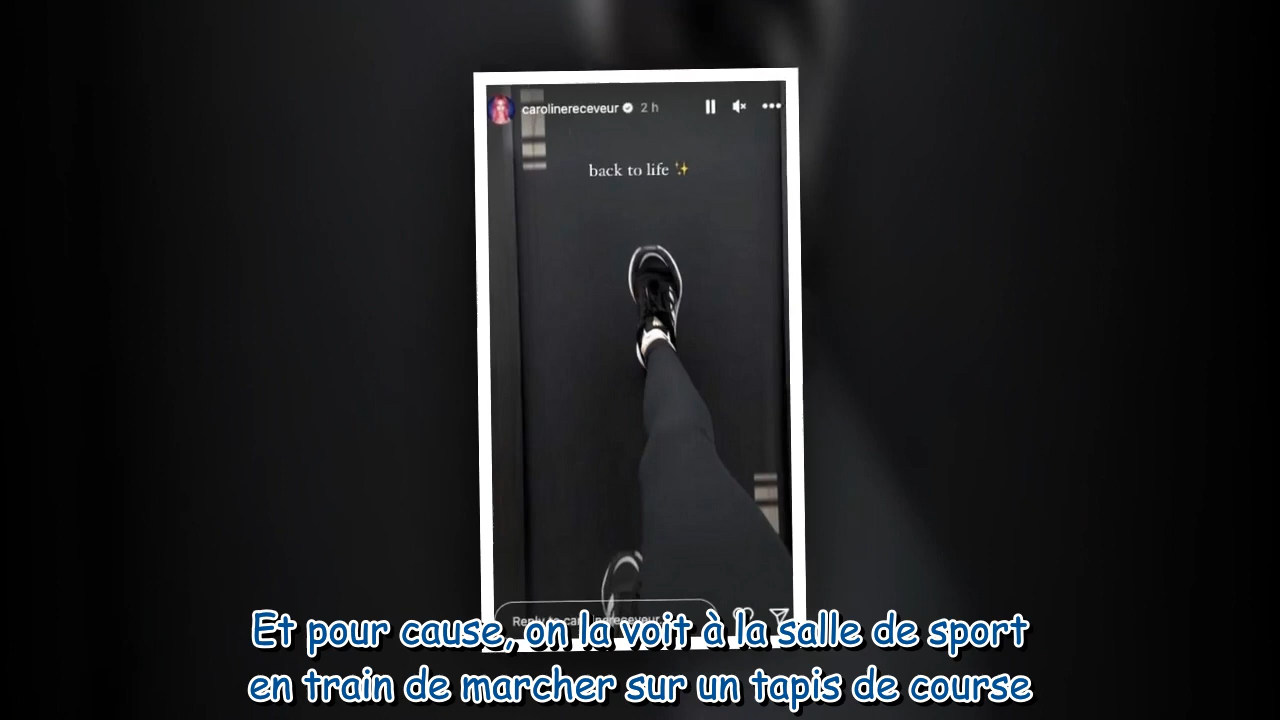 carolinereceveur 2 h
back to life ✨
Et pour cause, on la voit à la salle de sport
en train de marcher sur un tapis de course